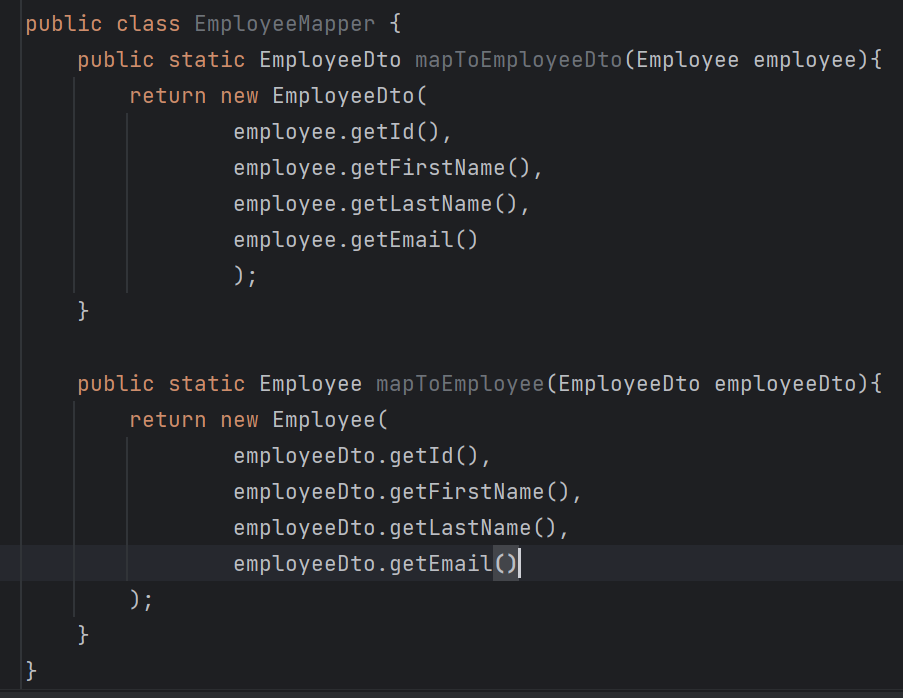 public class EmployeeMapper {
    public static EmployeeDto mapToEmployeeDto(Employee employee){
        return new EmployeeDto(
                employee.getId(),
                employee.getFirstName(),
                employee.getLastName(),
                employee.getEmail()
                );
    }

    public static Employee mapToEmployee(EmployeeDto employeeDto){
        return new Employee(
                employeeDto.getId(),
                employeeDto.getFirstName(),
                employeeDto.getLastName(),
                employeeDto.getEmail()
        );
    }
}